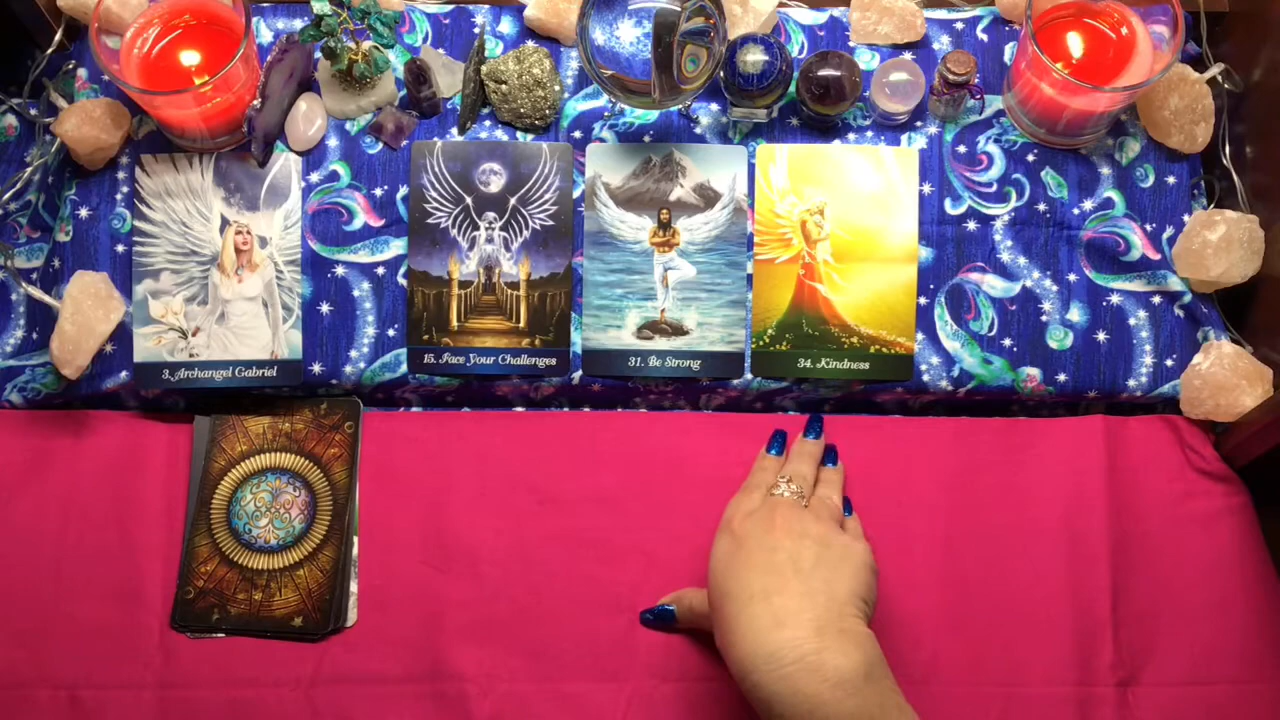 3. Archangel Gabriel
15. Face Your Challenges
31. Be Strong
34. Kindness